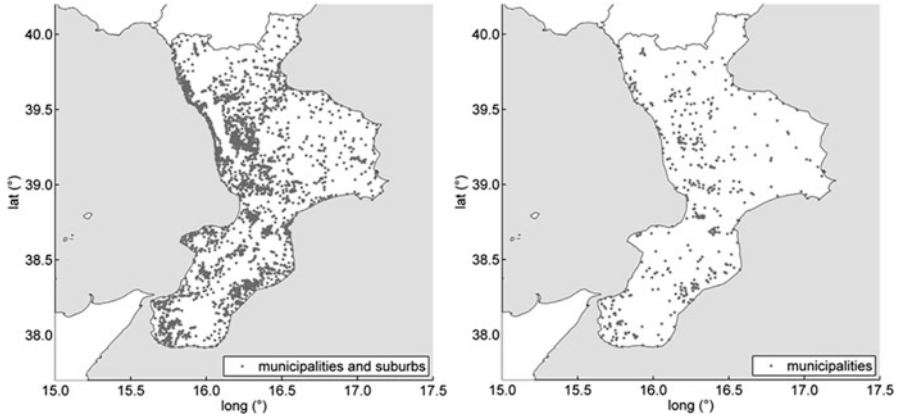 40.0
39.5
39.0
38.5
38.0
lat (°)
municipalities and suburbs
15.0 15.5 16.0 16.5 17.0 17.5
long (°)
40.0
39.5
39.0
38.5
38.0
lat (°)
municipalities
15.0 15.5 16.0 16.5 17.0 17.5
long (°)